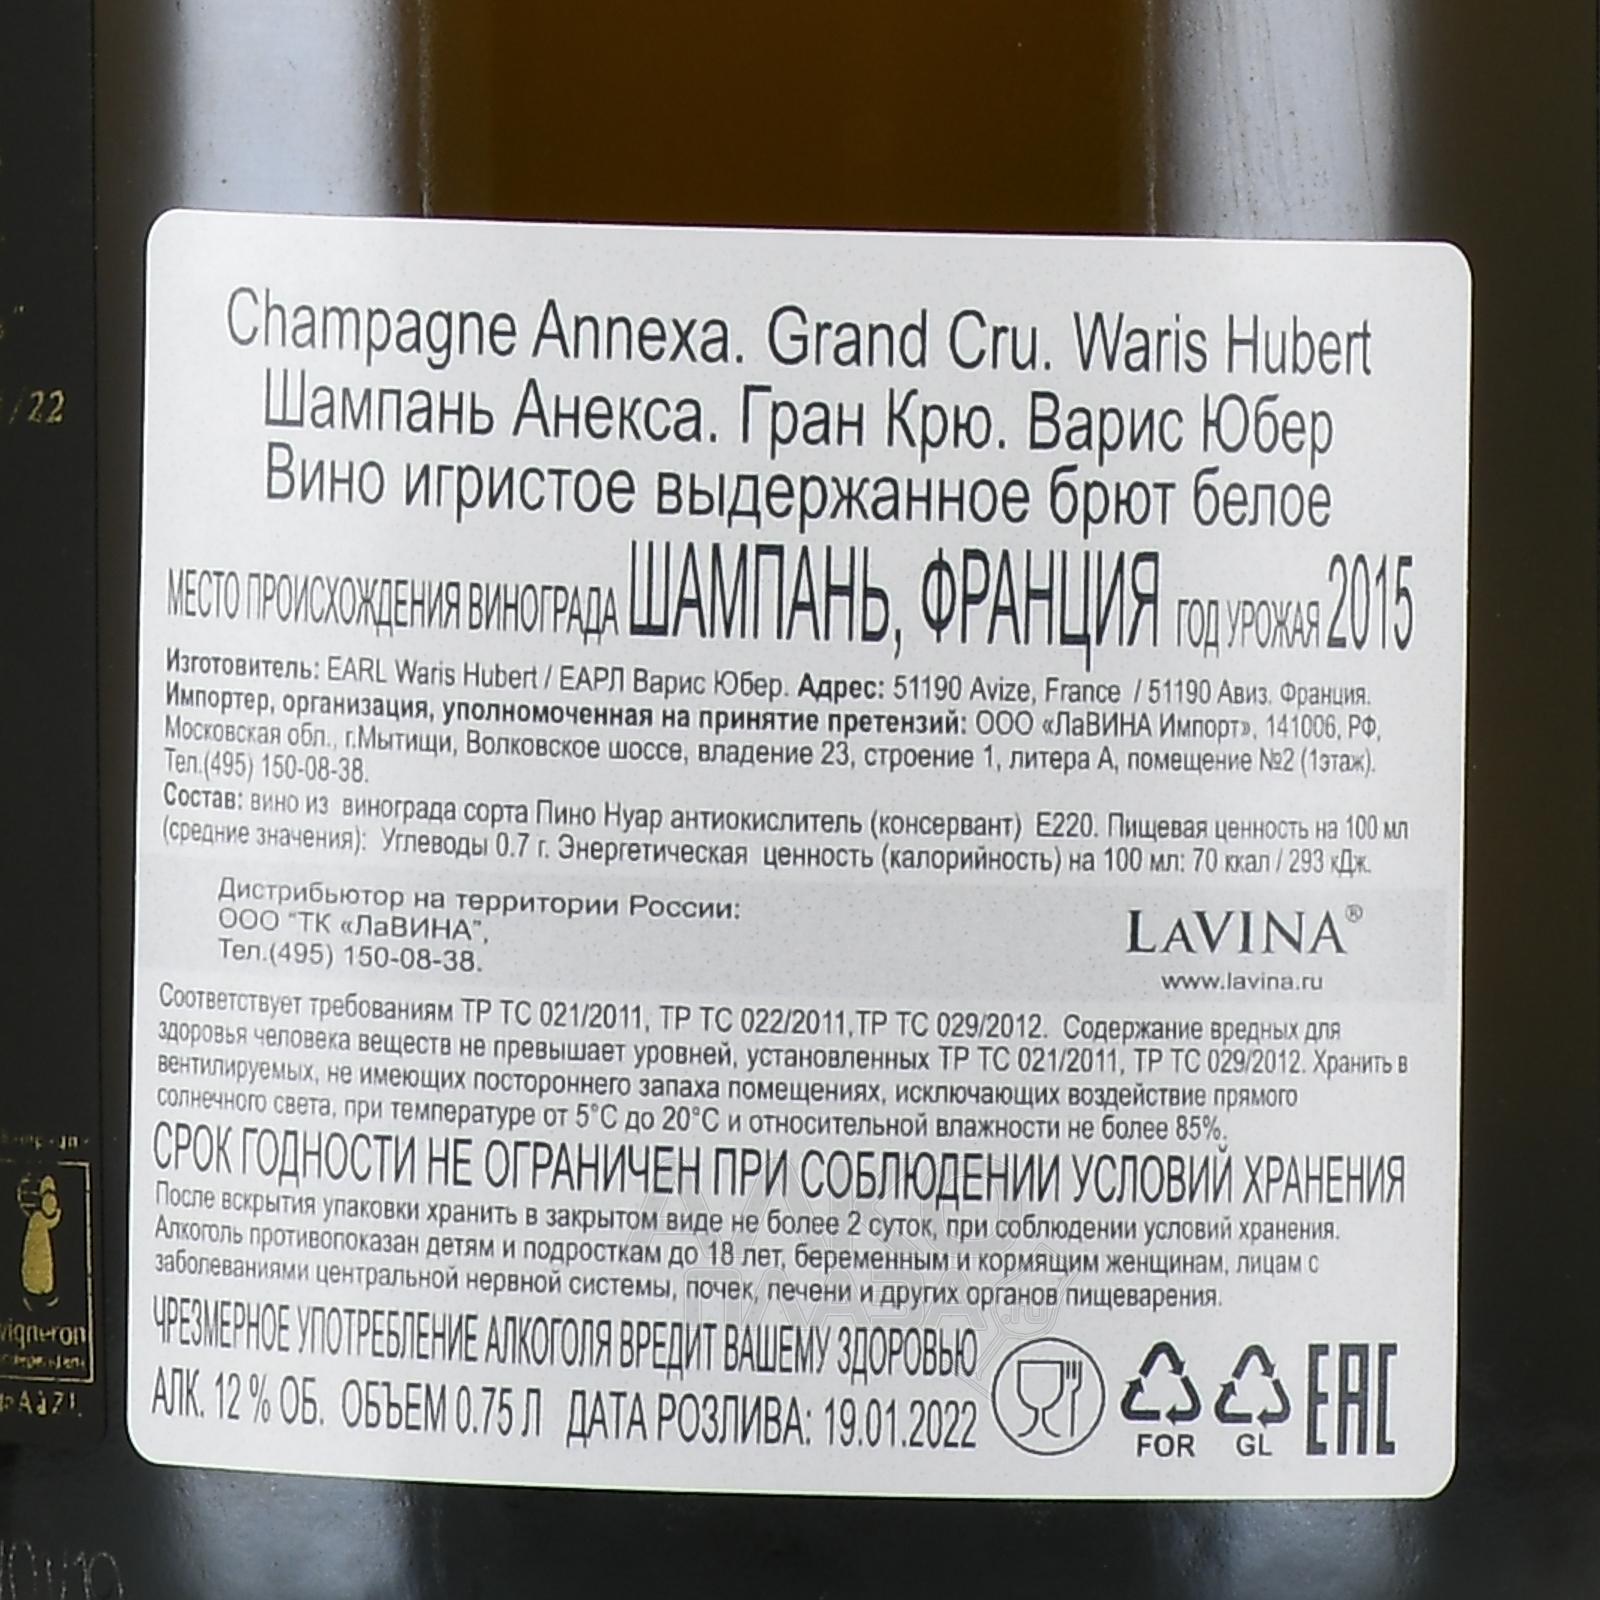 Champagne Annexa. Grand Cru. Waris Hubert
Шампань Анекса. Гран Крю. Варис Юбер
Вино игристое выдержанное брют белое
МЕСТО ПРОИСХОЖДЕНИЯ ВИНОГРАДА ШАМПАНЬ, ФРАНЦИЯ ГОД УРОЖАЯ 2015
Изготовитель: EARL Waris Hubert / ЕАРЛ Варис Юбер. Адрес: 51190 Avize, France / 51190 Авиз. Франция.
Импортер, организация, уполномоченная на принятие претензий: ООО «ЛаВИНА Импорт», 141006, РФ,
Московская обл., г.Мытищи, Волковское шоссе, владение 23, строение 1, литера А, помещение №2 (1этаж).
Тел.(495) 150-08-38.
Состав: вино из винограда сорта Пино Нуар антиокислитель (консервант) Е220. Пищевая ценность на 100 мл
(средние значения): Углеводы 0.7 г. Энергетическая ценность (калорийность) на 100 мл: 70 ккал / 293 кДж.
Дистрибьютор на территории России:
ООО "ТК «ЛаВИНА",
Тел.(495) 150-08-38.
LAVINA®
www.lavina.ru
Соответствует требованиям ТР ТС 021/2011, ТР ТС 022/2011,ТР ТС 029/2012. Содержание вредных для
здоровья человека веществ не превышает уровней, установленных ТР ТС 021/2011, ТР ТС 029/2012. Хранить в
вентилируемых, не имеющих постороннего запаха помещениях, исключающих воздействие прямого
солнечного света, при температуре от 5°С до 20°С и относительной влажности не более 85%.
СРОК ГОДНОСТИ НЕ ОГРАНИЧЕН ПРИ СОБЛЮДЕНИИ УСЛОВИЙ ХРАНЕНИЯ
После вскрытия упаковки хранить в закрытом виде не более 2 суток, при соблюдении условий хранения.
Алкоголь противопоказан детям и подросткам до 18 лет, беременным и кормящим женщинам, лицам с
заболеваниями центральной нервной системы, почек, печени и других органов пищеварения.
ЧРЕЗМЕРНОЕ УПОТРЕБЛЕНИЕ АЛКОГОЛЯ ВРЕДИТ ВАШЕМУ ЗДОРОВЬЮ
АЛК. 12 % ОБ. ОБЪЕМ 0.75 Л ДАТА РОЗЛИВА: 19.01.2022
FOR
GL
EAC
/22
vigneron